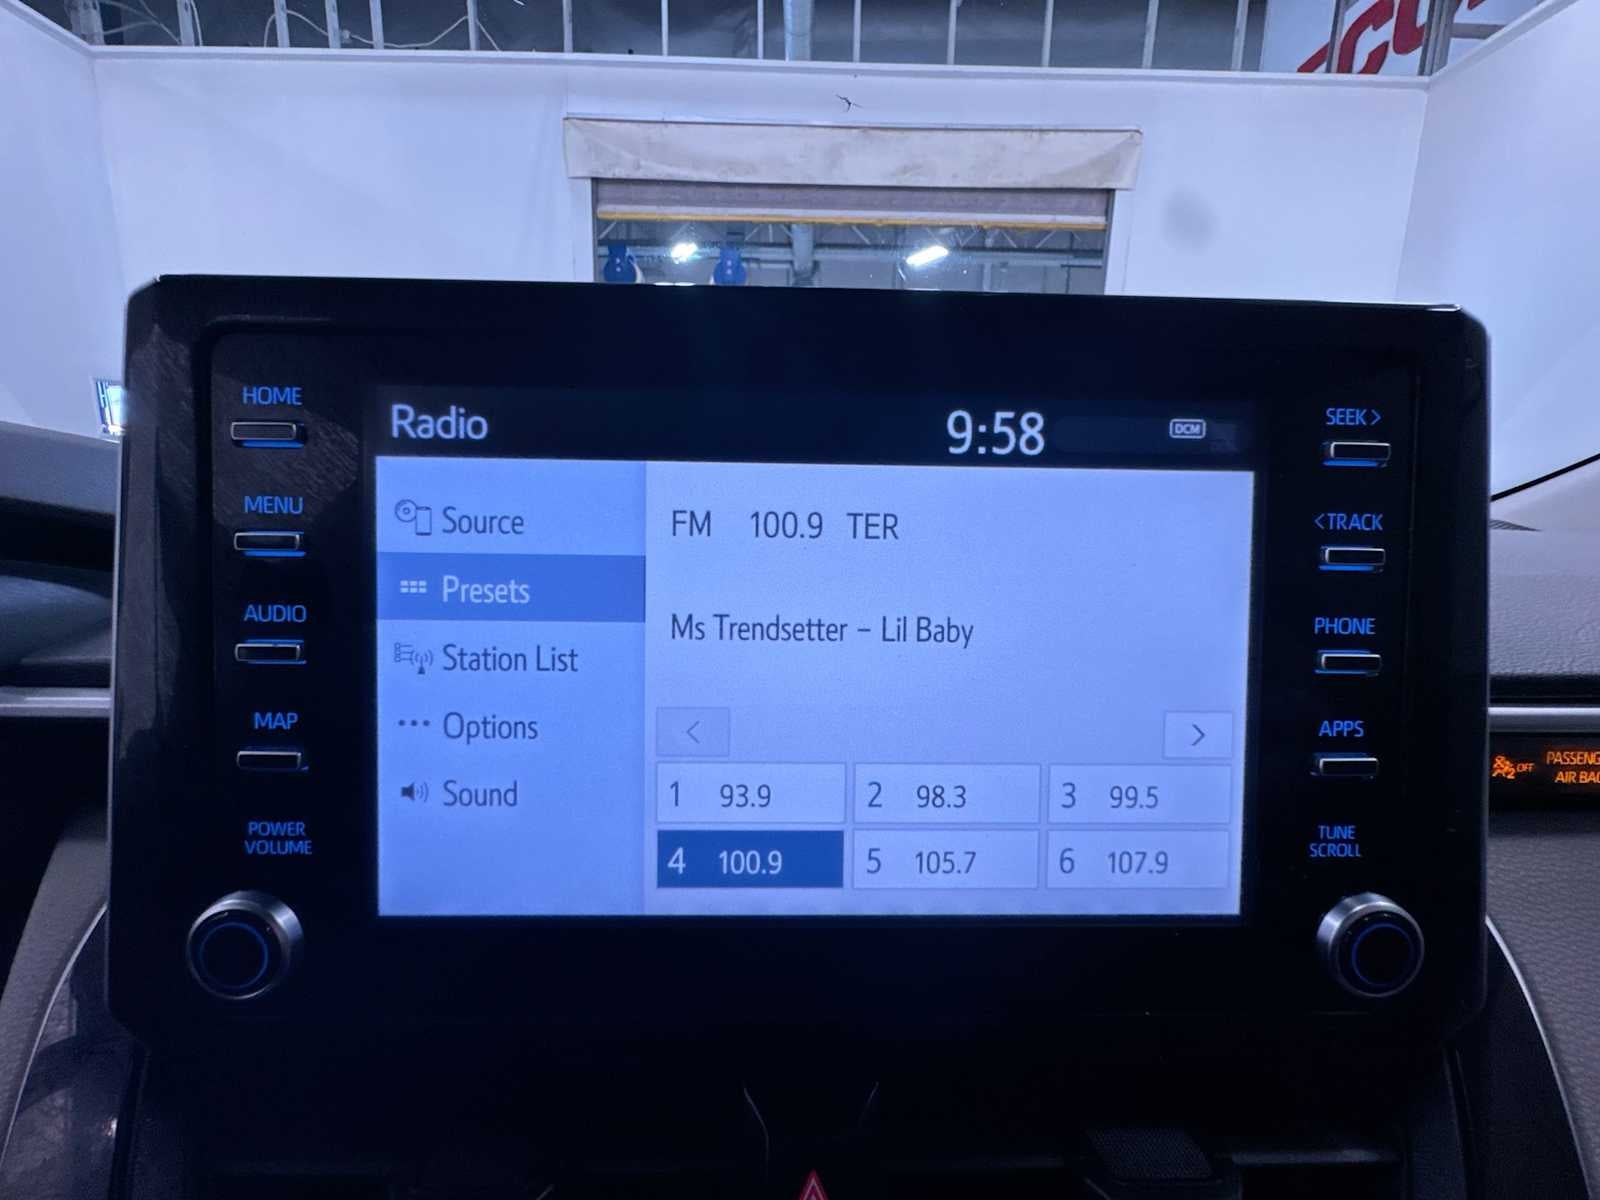 HOME
MENU
AUDIO
MAP
POWER
VOLUME
Radio
9:58
DCM
Source
Presets
Station List
Options
Sound
FM 100.9 TER
Ms Trendsetter – Lil Baby
<
>
1 93.9
2 98.3
3 99.5
4 100.9
5 105.7
6 107.9
SEEK>
<TRACK
PHONE
APPS
TUNE
SCROLL
OFF